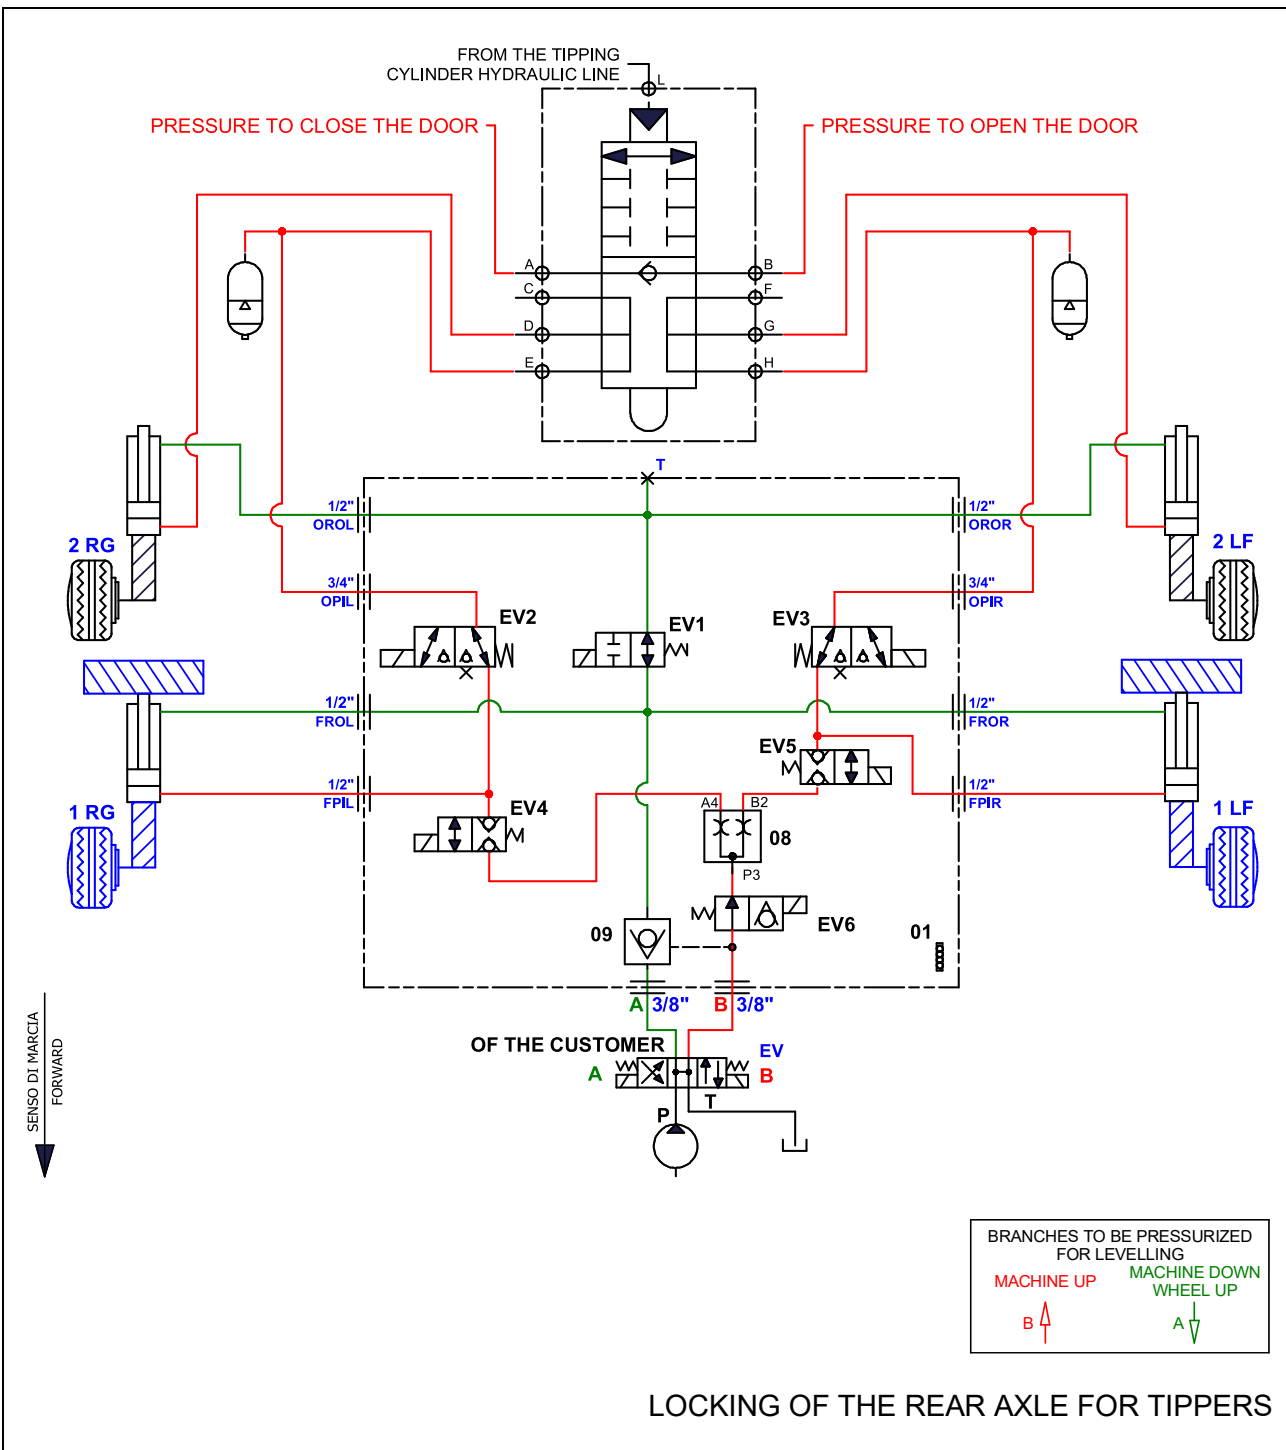 FROM THE TIPPING
CYLINDER HYDRAULIC LINE
L
PRESSURE TO CLOSE THE DOOR
PRESSURE TO OPEN THE DOOR
A
B
C
F
D
G
E
H
T
1/2"
OROL
1/2"
OROR
2 RG
2 LF
3/4"
OPIL
3/4"
OPIR
EV2
EV1
EV3
1/2"
FROL
1/2"
FROR
EV5
1/2"
FPIL
1/2"
FPIR
1 RG
1 LF
EV4
A4
B2
08
P3
EV6
09
01
A 3/8"
B 3/8"
OF THE CUSTOMER
EV
A
B
T
P
SENSO DI MARCIA
FORWARD
BRANCHES TO BE PRESSURIZED
FOR LEVELLING
MACHINE UP
MACHINE DOWN
WHEEL UP
B
A
LOCKING OF THE REAR AXLE FOR TIPPERS